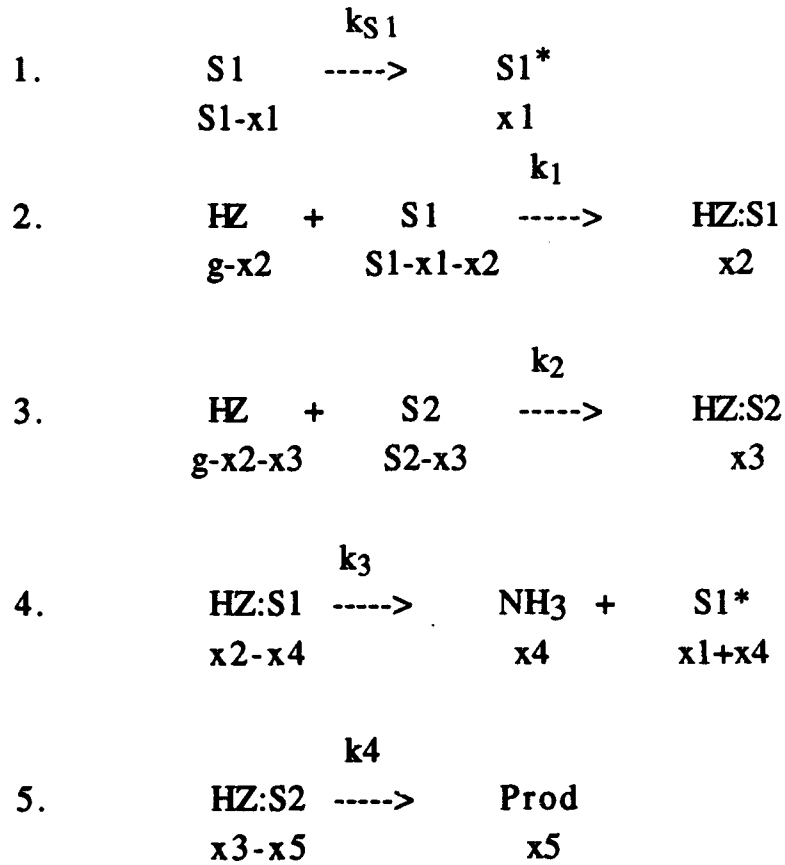 kS1
1. S1 -----> S1*
S1-x1 x1
k1
2. HZ + S1 -----> HZ:S1
g-x2 S1-x1-x2 x2
k2
3. HZ + S2 -----> HZ:S2
g-x2-x3 S2-x3 x3
k3
4. HZ:S1 -----> NH3 + S1*
x2-x4 x4 x1+x4
k4
5. HZ:S2 -----> Prod
x3-x5 x5